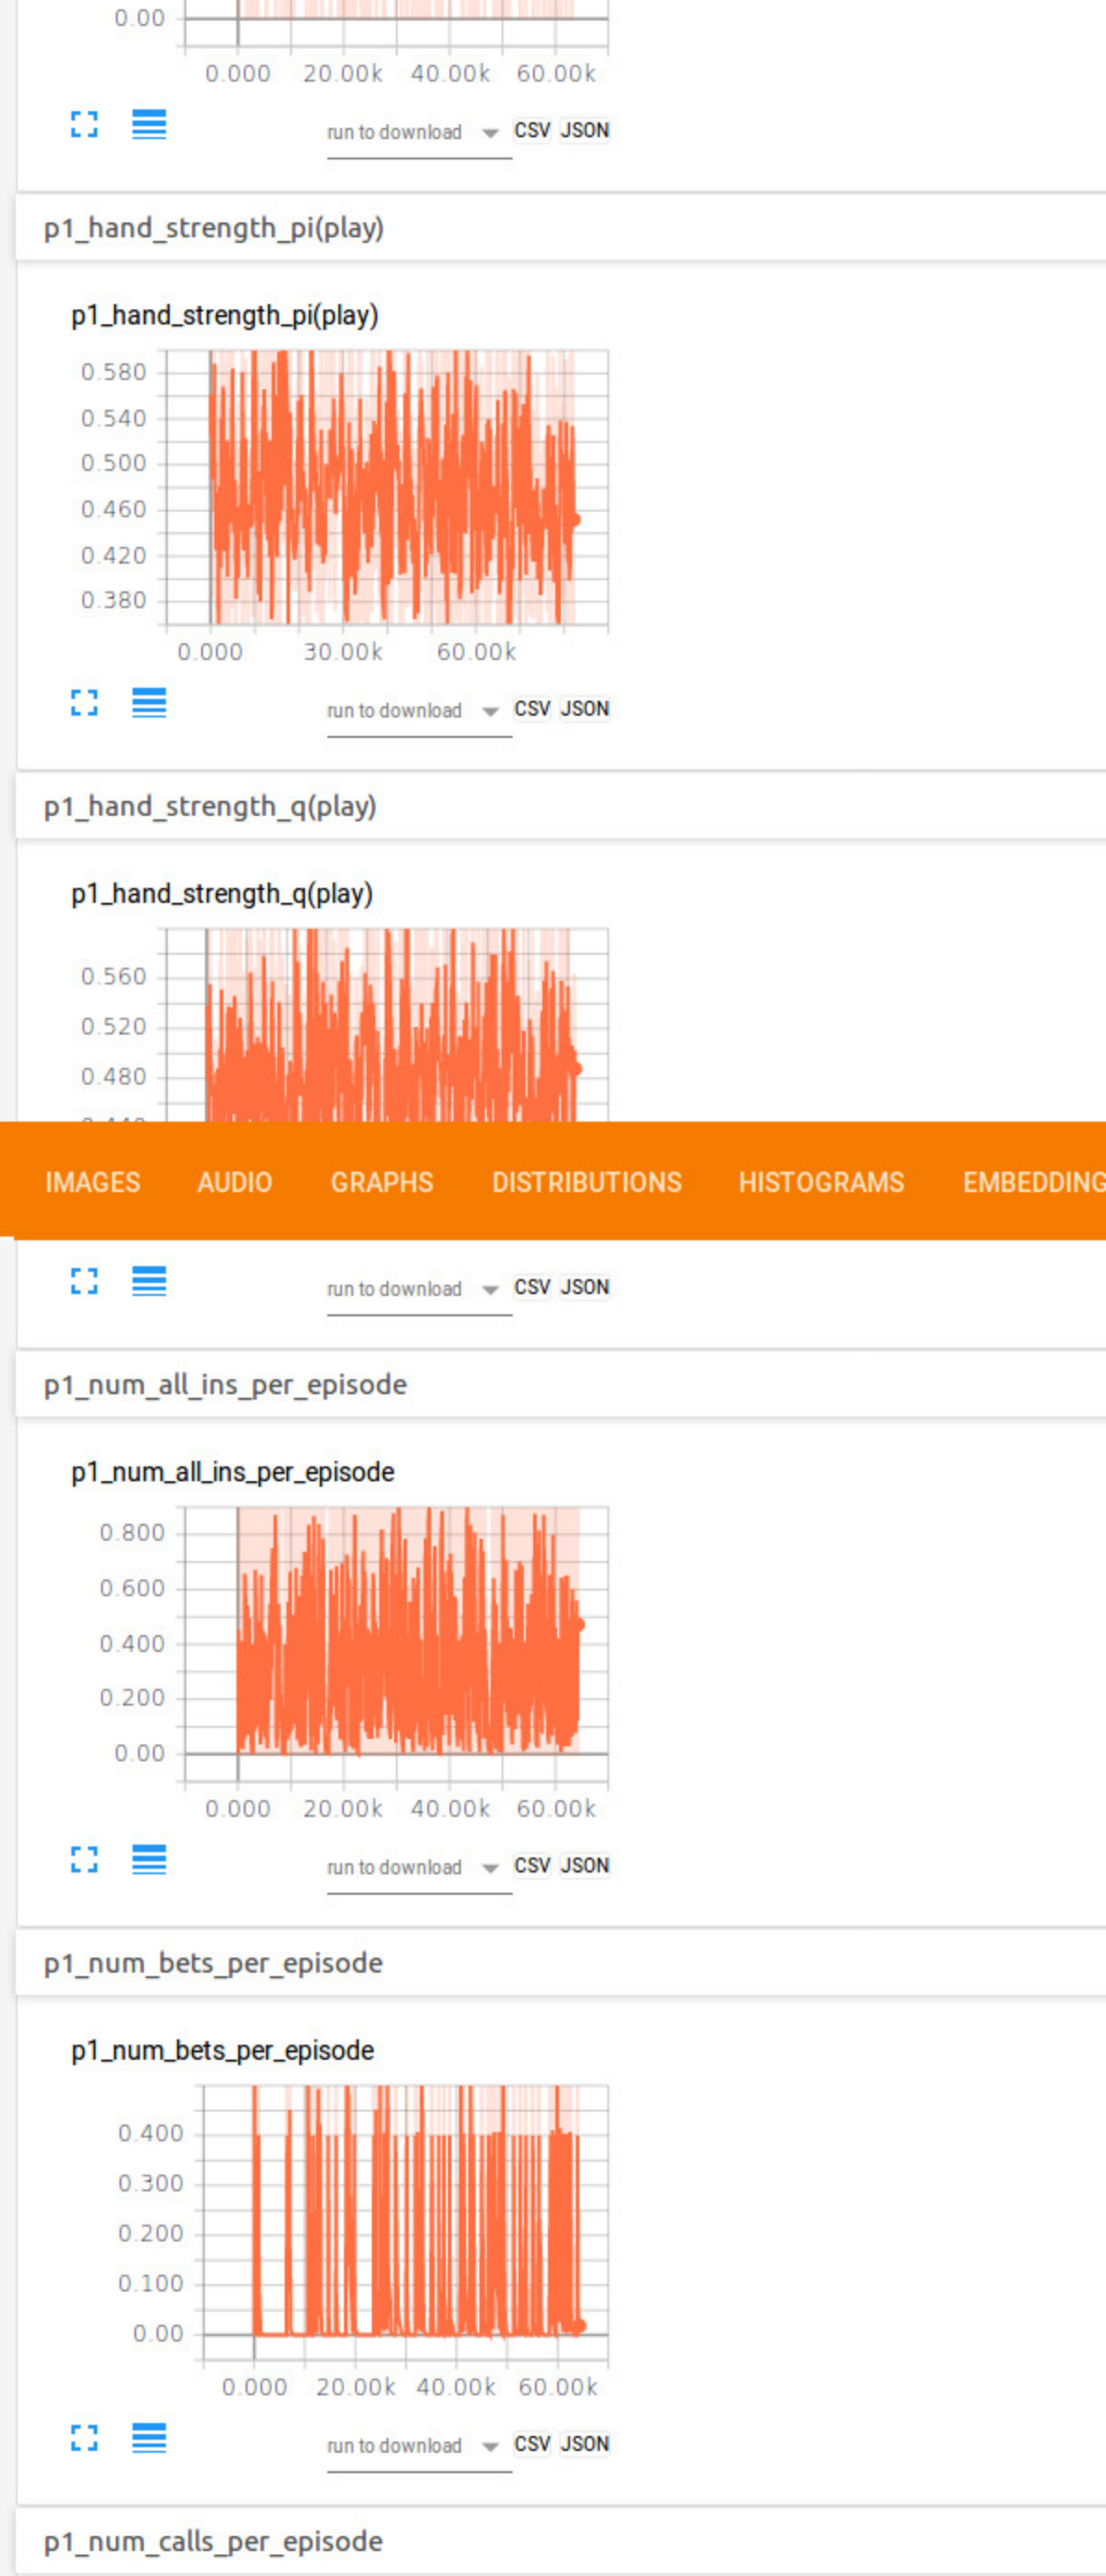 0.00
0.000 20.00k 40.00k 60.00k
run to download CSV JSON
p1_hand_strength_pi(play)
p1_hand_strength_pi(play)
0.580
0.540
0.500
0.460
0.420
0.380
0.000 30.00k 60.00k
run to download CSV JSON
p1_hand_strength_q(play)
p1_hand_strength_q(play)
0.560
0.520
0.480
IMAGES AUDIO GRAPHS DISTRIBUTIONS HISTOGRAMS EMBEDDING
run to download CSV JSON
p1_num_all_ins_per_episode
p1_num_all_ins_per_episode
0.800
0.600
0.400
0.200
0.00
0.000 20.00k 40.00k 60.00k
run to download CSV JSON
p1_num_bets_per_episode
p1_num_bets_per_episode
0.400
0.300
0.200
0.100
0.00
0.000 20.00k 40.00k 60.00k
run to download CSV JSON
p1_num_calls_per_episode